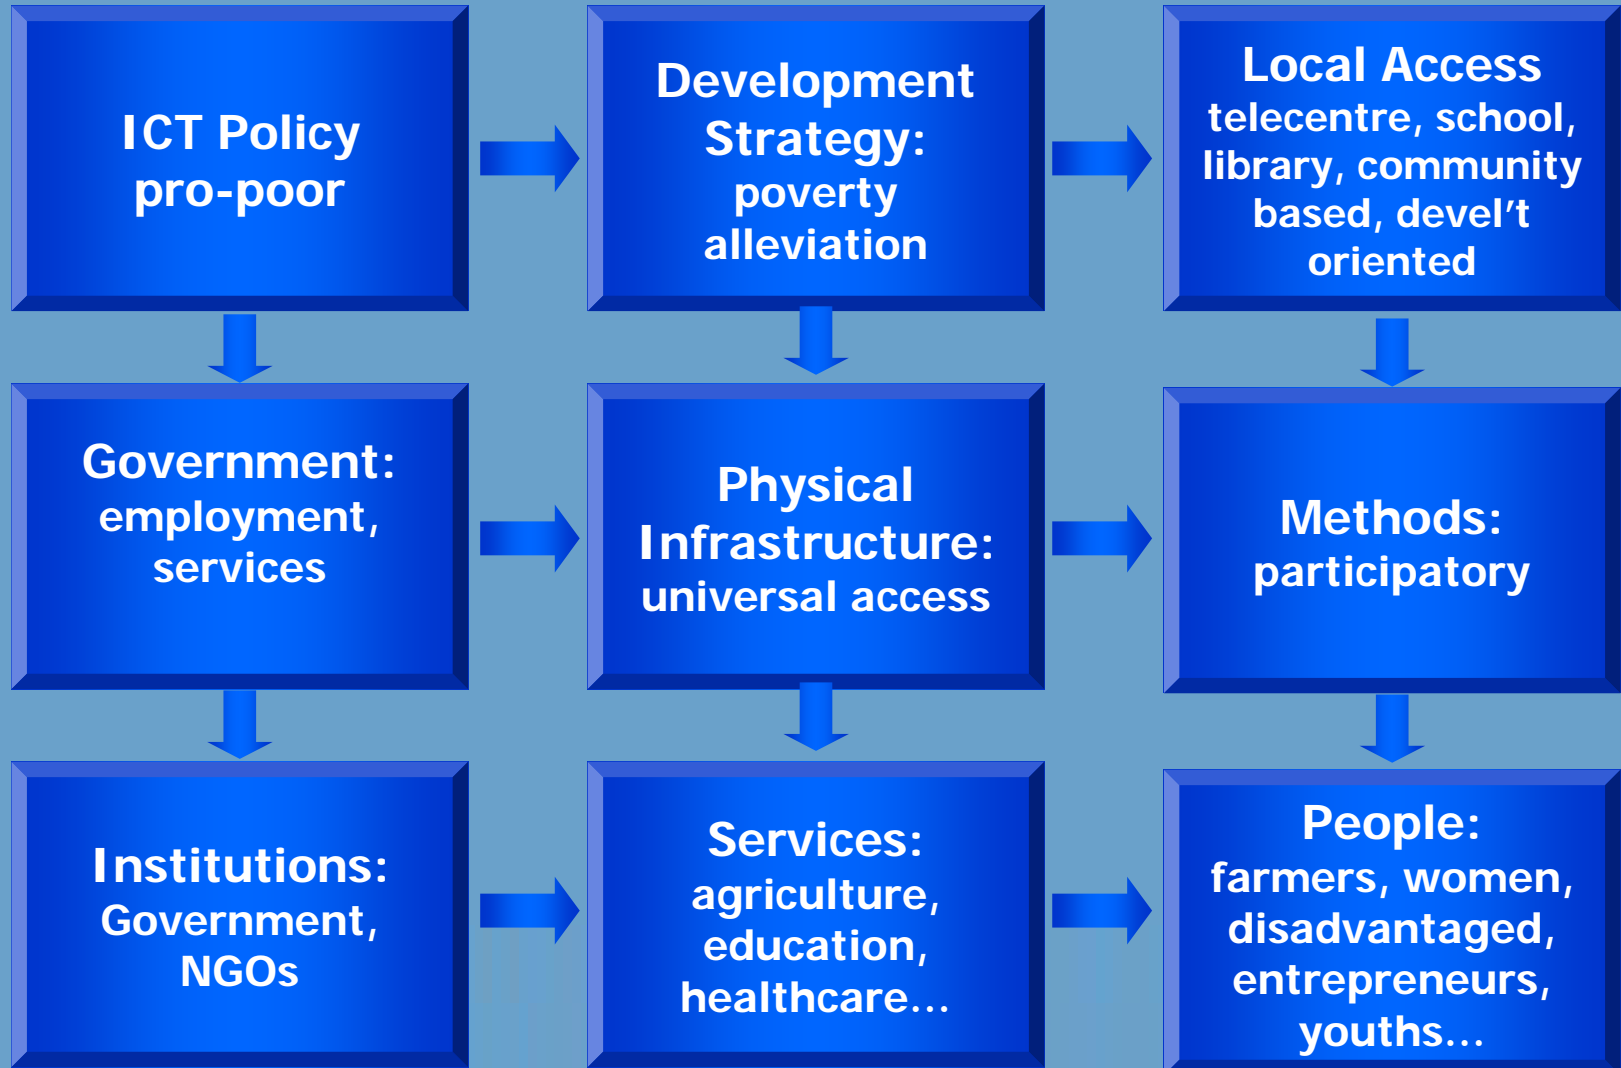 ICT Policy
pro-poor
Development
Strategy:
poverty
alleviation
Local Access
telecentre, school,
library, community
based, devel't
oriented
Government:
employment,
services
Physical
Infrastructure:
universal access
Methods:
participatory
Institutions:
Government,
NGOs
Services:
agriculture,
education,
healthcare...
People:
farmers, women,
disadvantaged,
entrepreneurs,
youths...